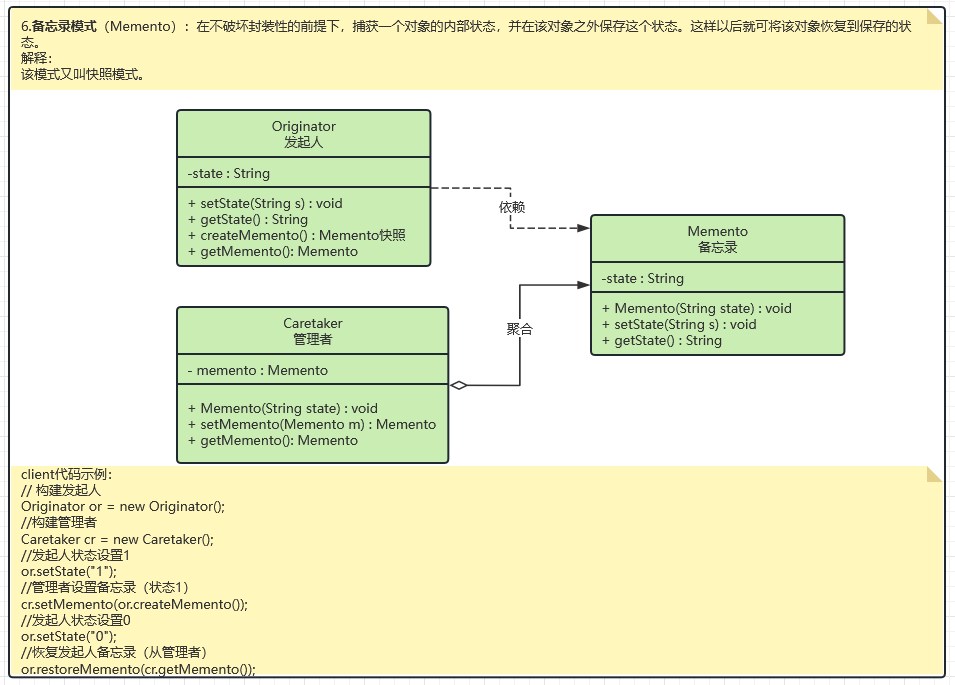 6.备忘录模式（Memento）：在不破坏封装性的前提下，捕获一个对象的内部状态，并在该对象之外保存这个状态。这样以后就可将该对象恢复到保存的状
态。
解释：
该模式又叫快照模式。
Originator
发起人
-state : String
+ setState(String s) : void
+ getState() : String
+ createMemento() : Memento快照
+ getMemento(): Memento
依赖
Memento
备忘录
-state : String
+ Memento(String state) : void
+ setState(String s) : void
+ getState() : String
Caretaker
管理者
- memento : Memento
+ Memento(String state) : void
+ setMemento(Memento m) : Memento
+ getMemento(): Memento
聚合
client代码示例：
// 构建发起人
Originator or = new Originator();
//构建管理者
Caretaker cr = new Caretaker();
//发起人状态设置1
or.setState("1");
//管理者设置备忘录（状态1）
cr.setMemento(or.createMemento());
//发起人状态设置0
or.setState("0");
//恢复发起人备忘录（从管理者）
or.restoreMemento(cr.getMemento());